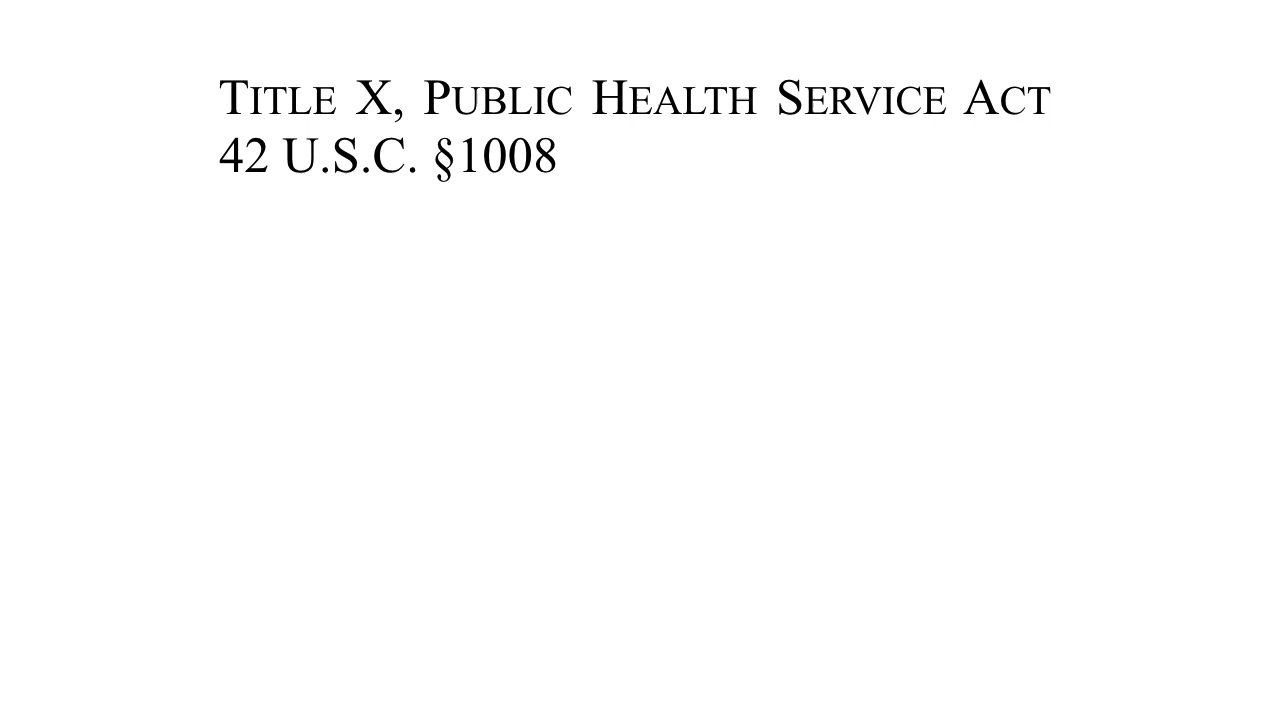 Title X, Public Health Service Act
42 U.S.C. §1008